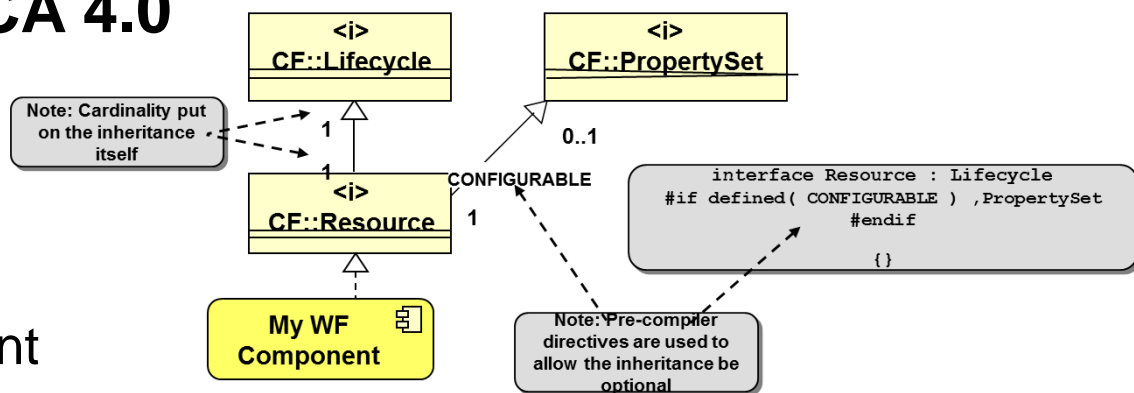 CA 4.0
<i>
CF::Lifecycle
<i>
CF::PropertySet
Note: Cardinality put
on the inheritance
itself
1
1
0..1
CONFIGURABLE
1
<i>
CF::Resource
interface Resource : Lifecycle
#if defined( CONFIGURABLE ) ,PropertySet
#endif
{}
My WF
Component
nt
Note: Pre-compiler
directives are used to
allow the inheritance be
optional